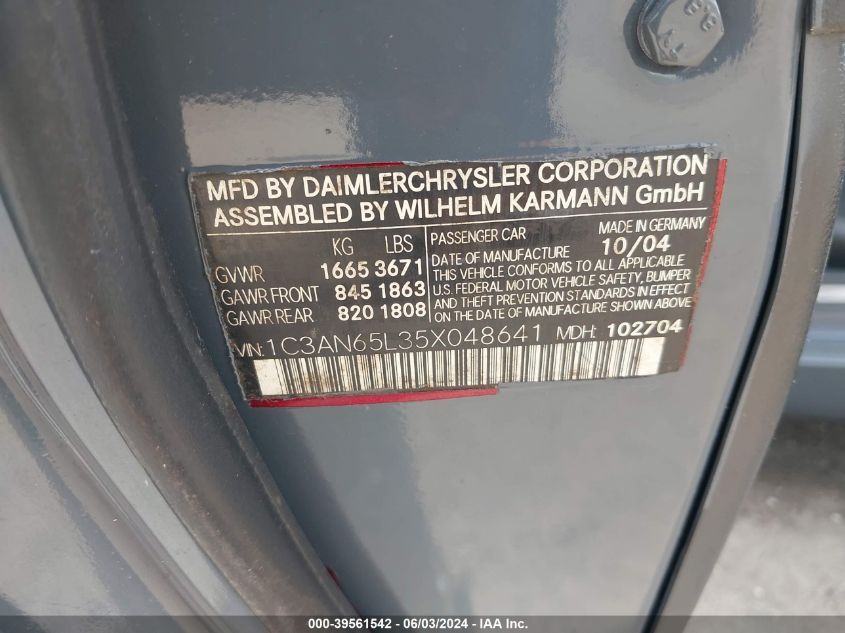 8.8
MFD BY DAIMLERCHRYSLER CORPORATION
ASSEMBLED BY WILHELM KARMANN GmbH
KG LBS
GVWR 1665 3671
GAWR FRONT 845 1863
GAWR REAR 820 1808
PASSENGER CAR MADE IN GERMANY
DATE OF MANUFACTURE 10/04
THIS VEHICLE CONFORMS TO ALL APPLICABLE
U.S. FEDERAL MOTOR VEHICLE SAFETY, BUMPER
AND THEFT PREVENTION STANDARDS IN EFFECT
ON THE DATE OF MANUFACTURE SHOWN ABOVE
VIN: 1C3AN65L35X048641 MDH: 102704
000-39561542 - 06/03/2024 - IAA Inc.